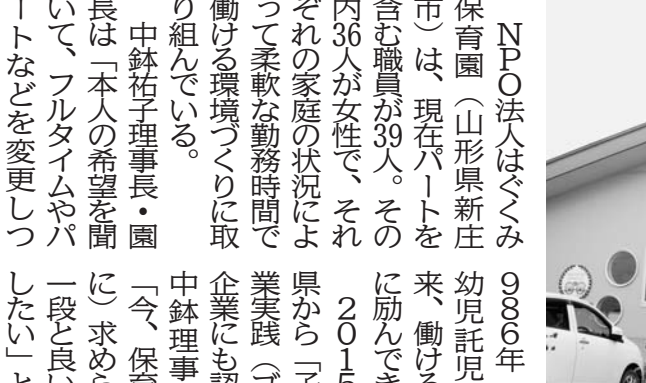 NPO法人はぐくみ
保育園（山形県新庄
市）は、現在パートを
含む職員が39人。その
内36人が女性で、それ
ぞれの家庭の状況によ
って柔軟な勤務時間で
働ける環境づくりに取
り組んでいる。
中鉢祐子理事長・園
長は「本人の希望を聞
いて、フルタイムやパ
ートなどを変更しつ
986年
幼児託児
来、働ける
に励んでき
2015
県から「子
業実践（ゴ
企業にも認
中鉢理事
「今、保育
に）求めら
一段と良い
したい」と